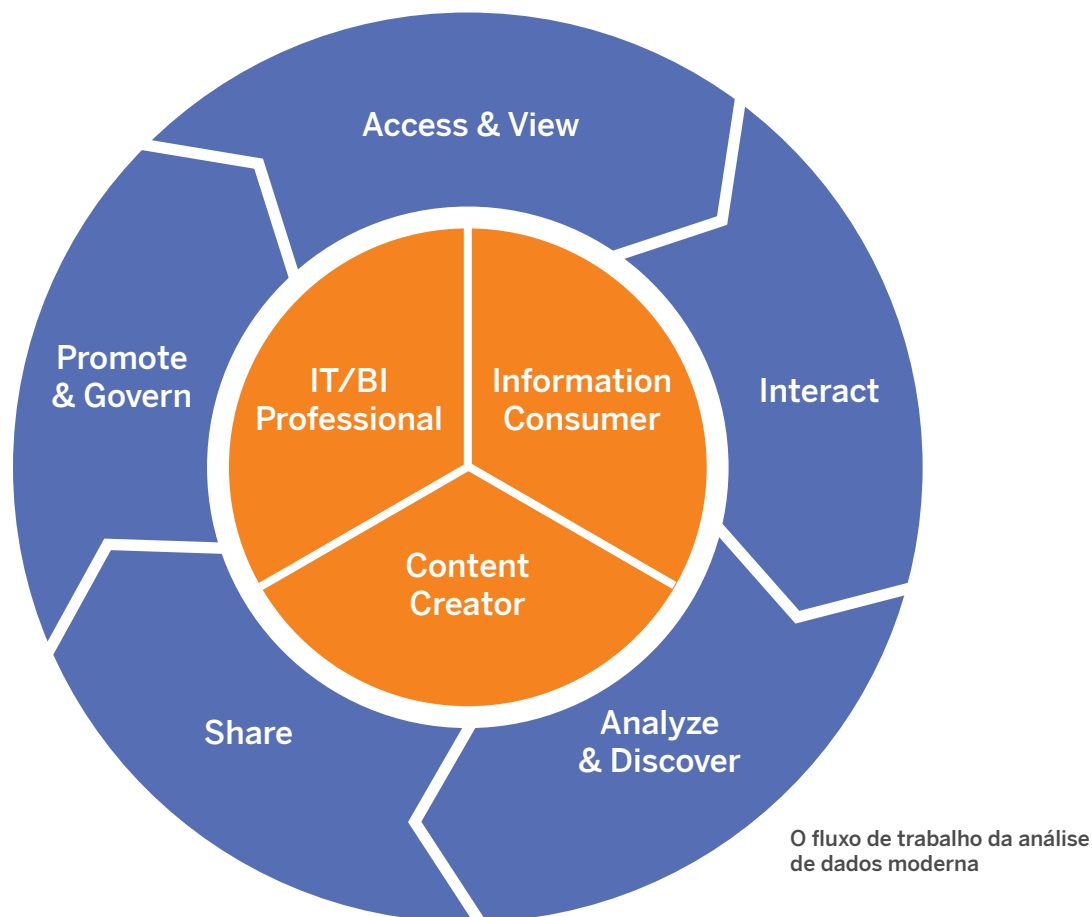 Access & View
Interact
Analyze
& Discover
Share
Promote
& Govern
IT/BI
Professional
Information
Consumer
Content
Creator
O fluxo de trabalho da análise
de dados moderna